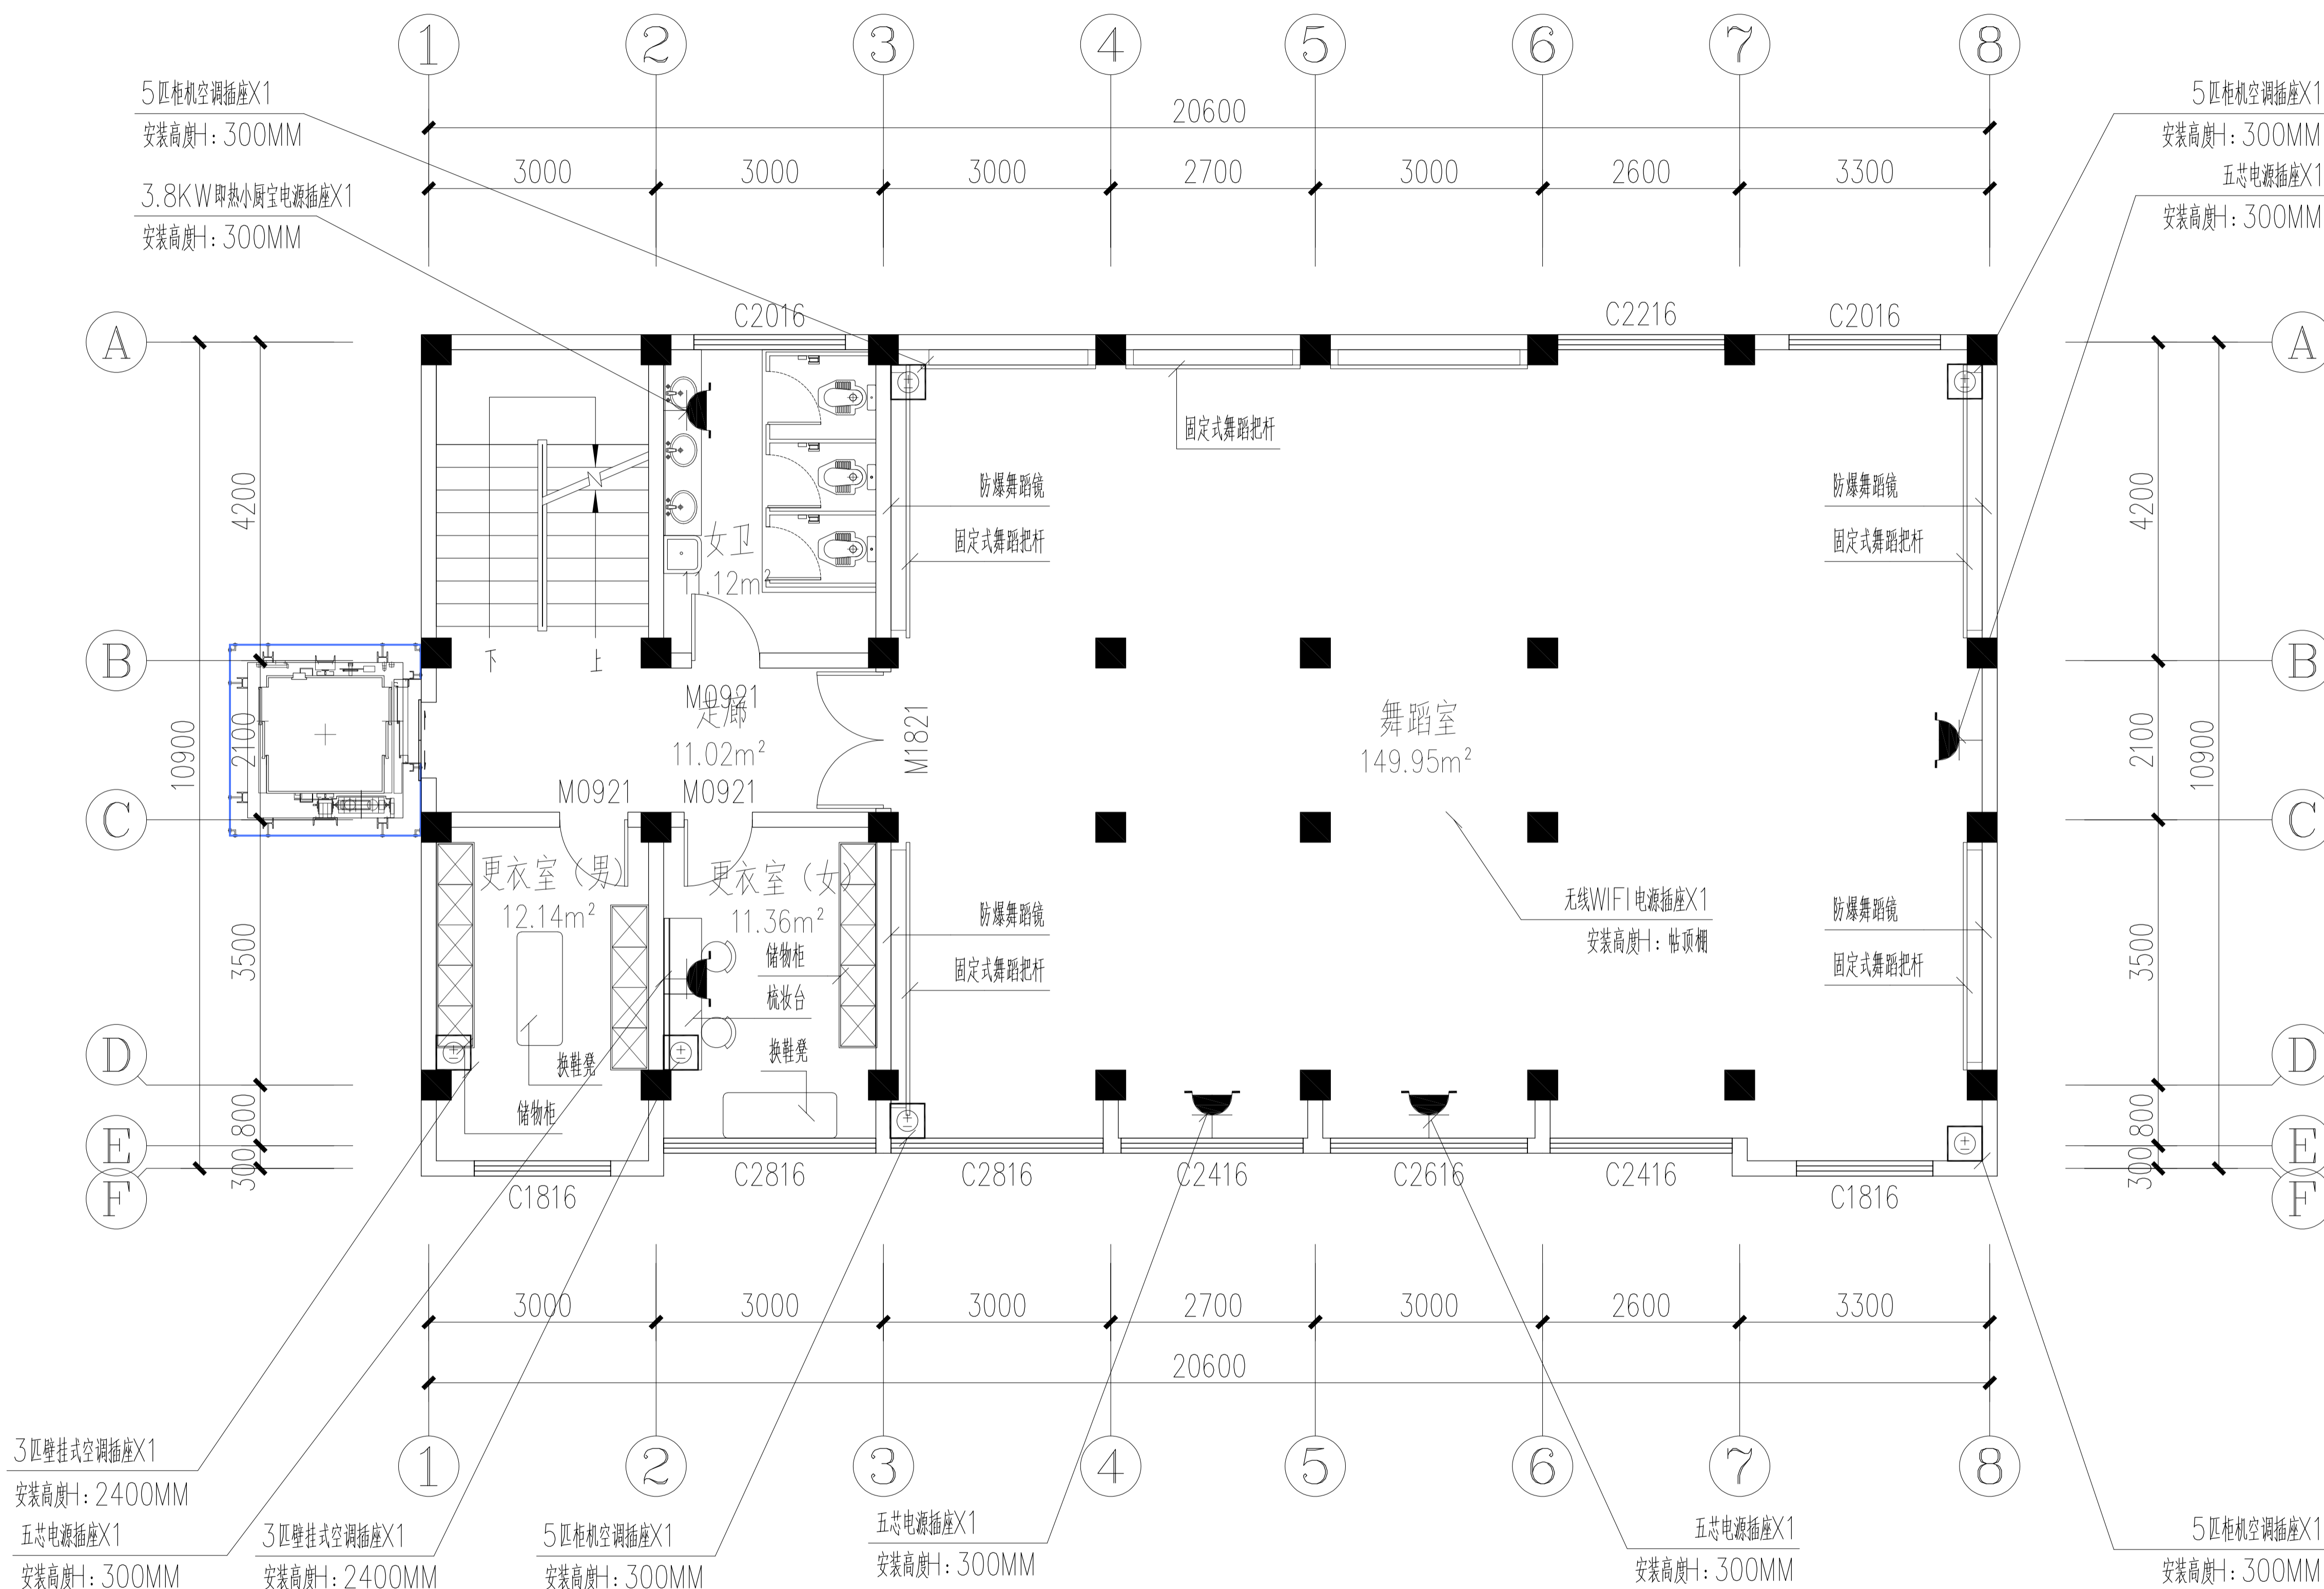 1 2 3 4 5 6 7 8
5匹柜机空调插座X1
安装高度H: 300MM
5匹柜机空调插座X1
安装高度H: 300MM
20600
3000 3000 3000 2700 3000 2600 3300
3.8KW即热小厨宝电源插座X1
安装高度H: 300MM
五芯电源插座X1
安装高度H: 300MM
C2016 C2216 C2016
A A
固定式舞蹈把杆
4200 4200
防爆舞蹈镜 防爆舞蹈镜
固定式舞蹈把杆 固定式舞蹈把杆
女卫
11.12m²
B B
下 上
M0921
走廊
11.02m²
M1821
舞蹈室
149.95m²
10900 2100 2100 10900
M0921 M0921
C C
更衣室（男） 更衣室（女）
12.14m² 11.36m²
无线WIFI电源插座X1
安装高度H: 帖顶棚
防爆舞蹈镜 防爆舞蹈镜
3500 3500
储物柜
固定式舞蹈把杆 固定式舞蹈把杆
梳妆台
换鞋凳 换鞋凳
D D
储物柜
800 800
E E
300 300
C2816 C2816 C2416 C2616 C2416
F F
C1816 C1816
3000 3000 3000 2700 3000 2600 3300
20600
1 2 3 4 5 6 7 8
3匹壁挂式空调插座X1
安装高度H: 2400MM
五芯电源插座X1
安装高度H: 300MM
3匹壁挂式空调插座X1
安装高度H: 2400MM
5匹柜机空调插座X1
安装高度H: 300MM
五芯电源插座X1
安装高度H: 300MM
五芯电源插座X1
安装高度H: 300MM
5匹柜机空调插座X1
安装高度H: 300MM